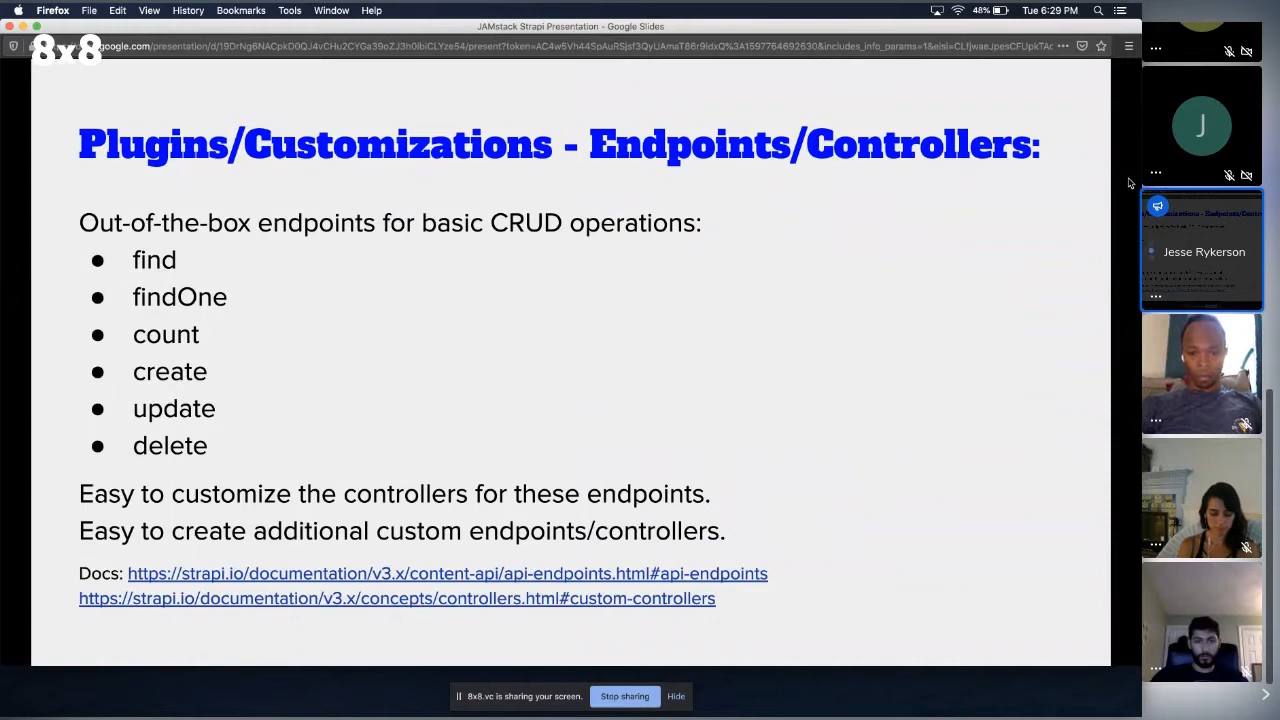 Firefox File Edit View History Bookmarks Tools Window Help 48% Tue 6:29 PM
JAMstack Strapi Presentation - Google Slides
8x8
Plugins/Customizations - Endpoints/Controllers:
Out-of-the-box endpoints for basic CRUD operations:
● find
● findOne
● count
● create
● update
● delete
Easy to customize the controllers for these endpoints.
Easy to create additional custom endpoints/controllers.
Docs: https://strapi.io/documentation/v3.x/content-api/api-endpoints.html#api-endpoints
https://strapi.io/documentation/v3.x/concepts/controllers.html#custom-controllers
8x8.vc is sharing your screen. Stop sharing Hide
J
Jesse Rykerson